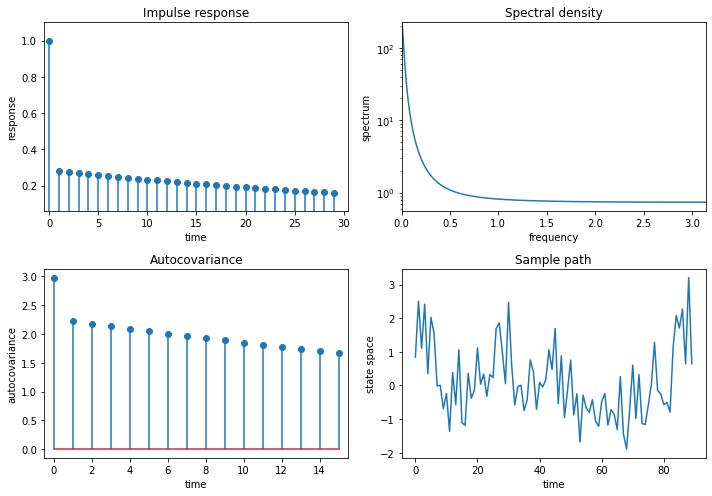 Impulse response
1.0
0.8
0.6
0.4
0.2
response
0 5 10 15 20 25 30
time
Spectral density
10²
10¹
10⁰
spectrum
0.0 0.5 1.0 1.5 2.0 2.5 3.0
frequency
Autocovariance
3.0
2.5
2.0
1.5
1.0
0.5
0.0
autocovariance
0 2 4 6 8 10 12 14
time
Sample path
3
2
1
0
−1
−2
state space
0 20 40 60 80
time